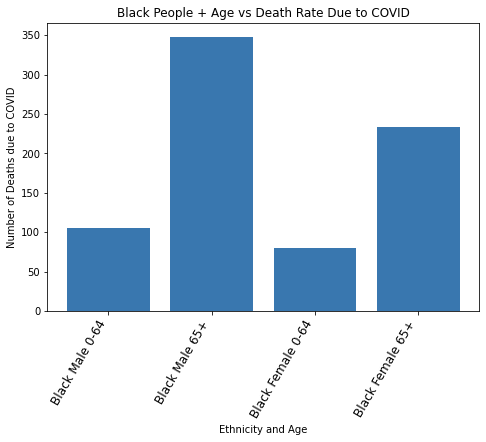 Black People + Age vs Death Rate Due to COVID
Number of Deaths due to COVID
350
300
250
200
150
100
50
0
Black Male 0-64
Black Male 65+
Black Female 0-64
Black Female 65+
Ethnicity and Age